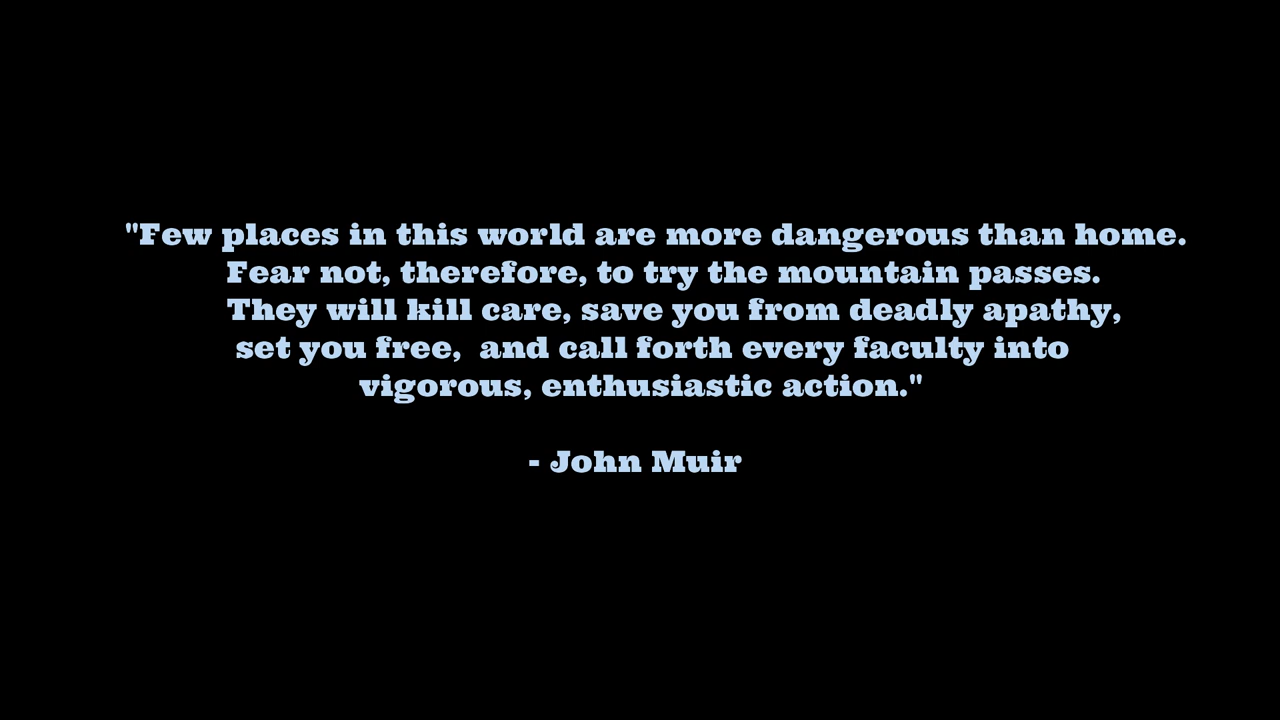 "Few places in this world are more dangerous than home.
Fear not, therefore, to try the mountain passes.
They will kill care, save you from deadly apathy,
set you free,  and call forth every faculty into
vigorous, enthusiastic action."
- John Muir